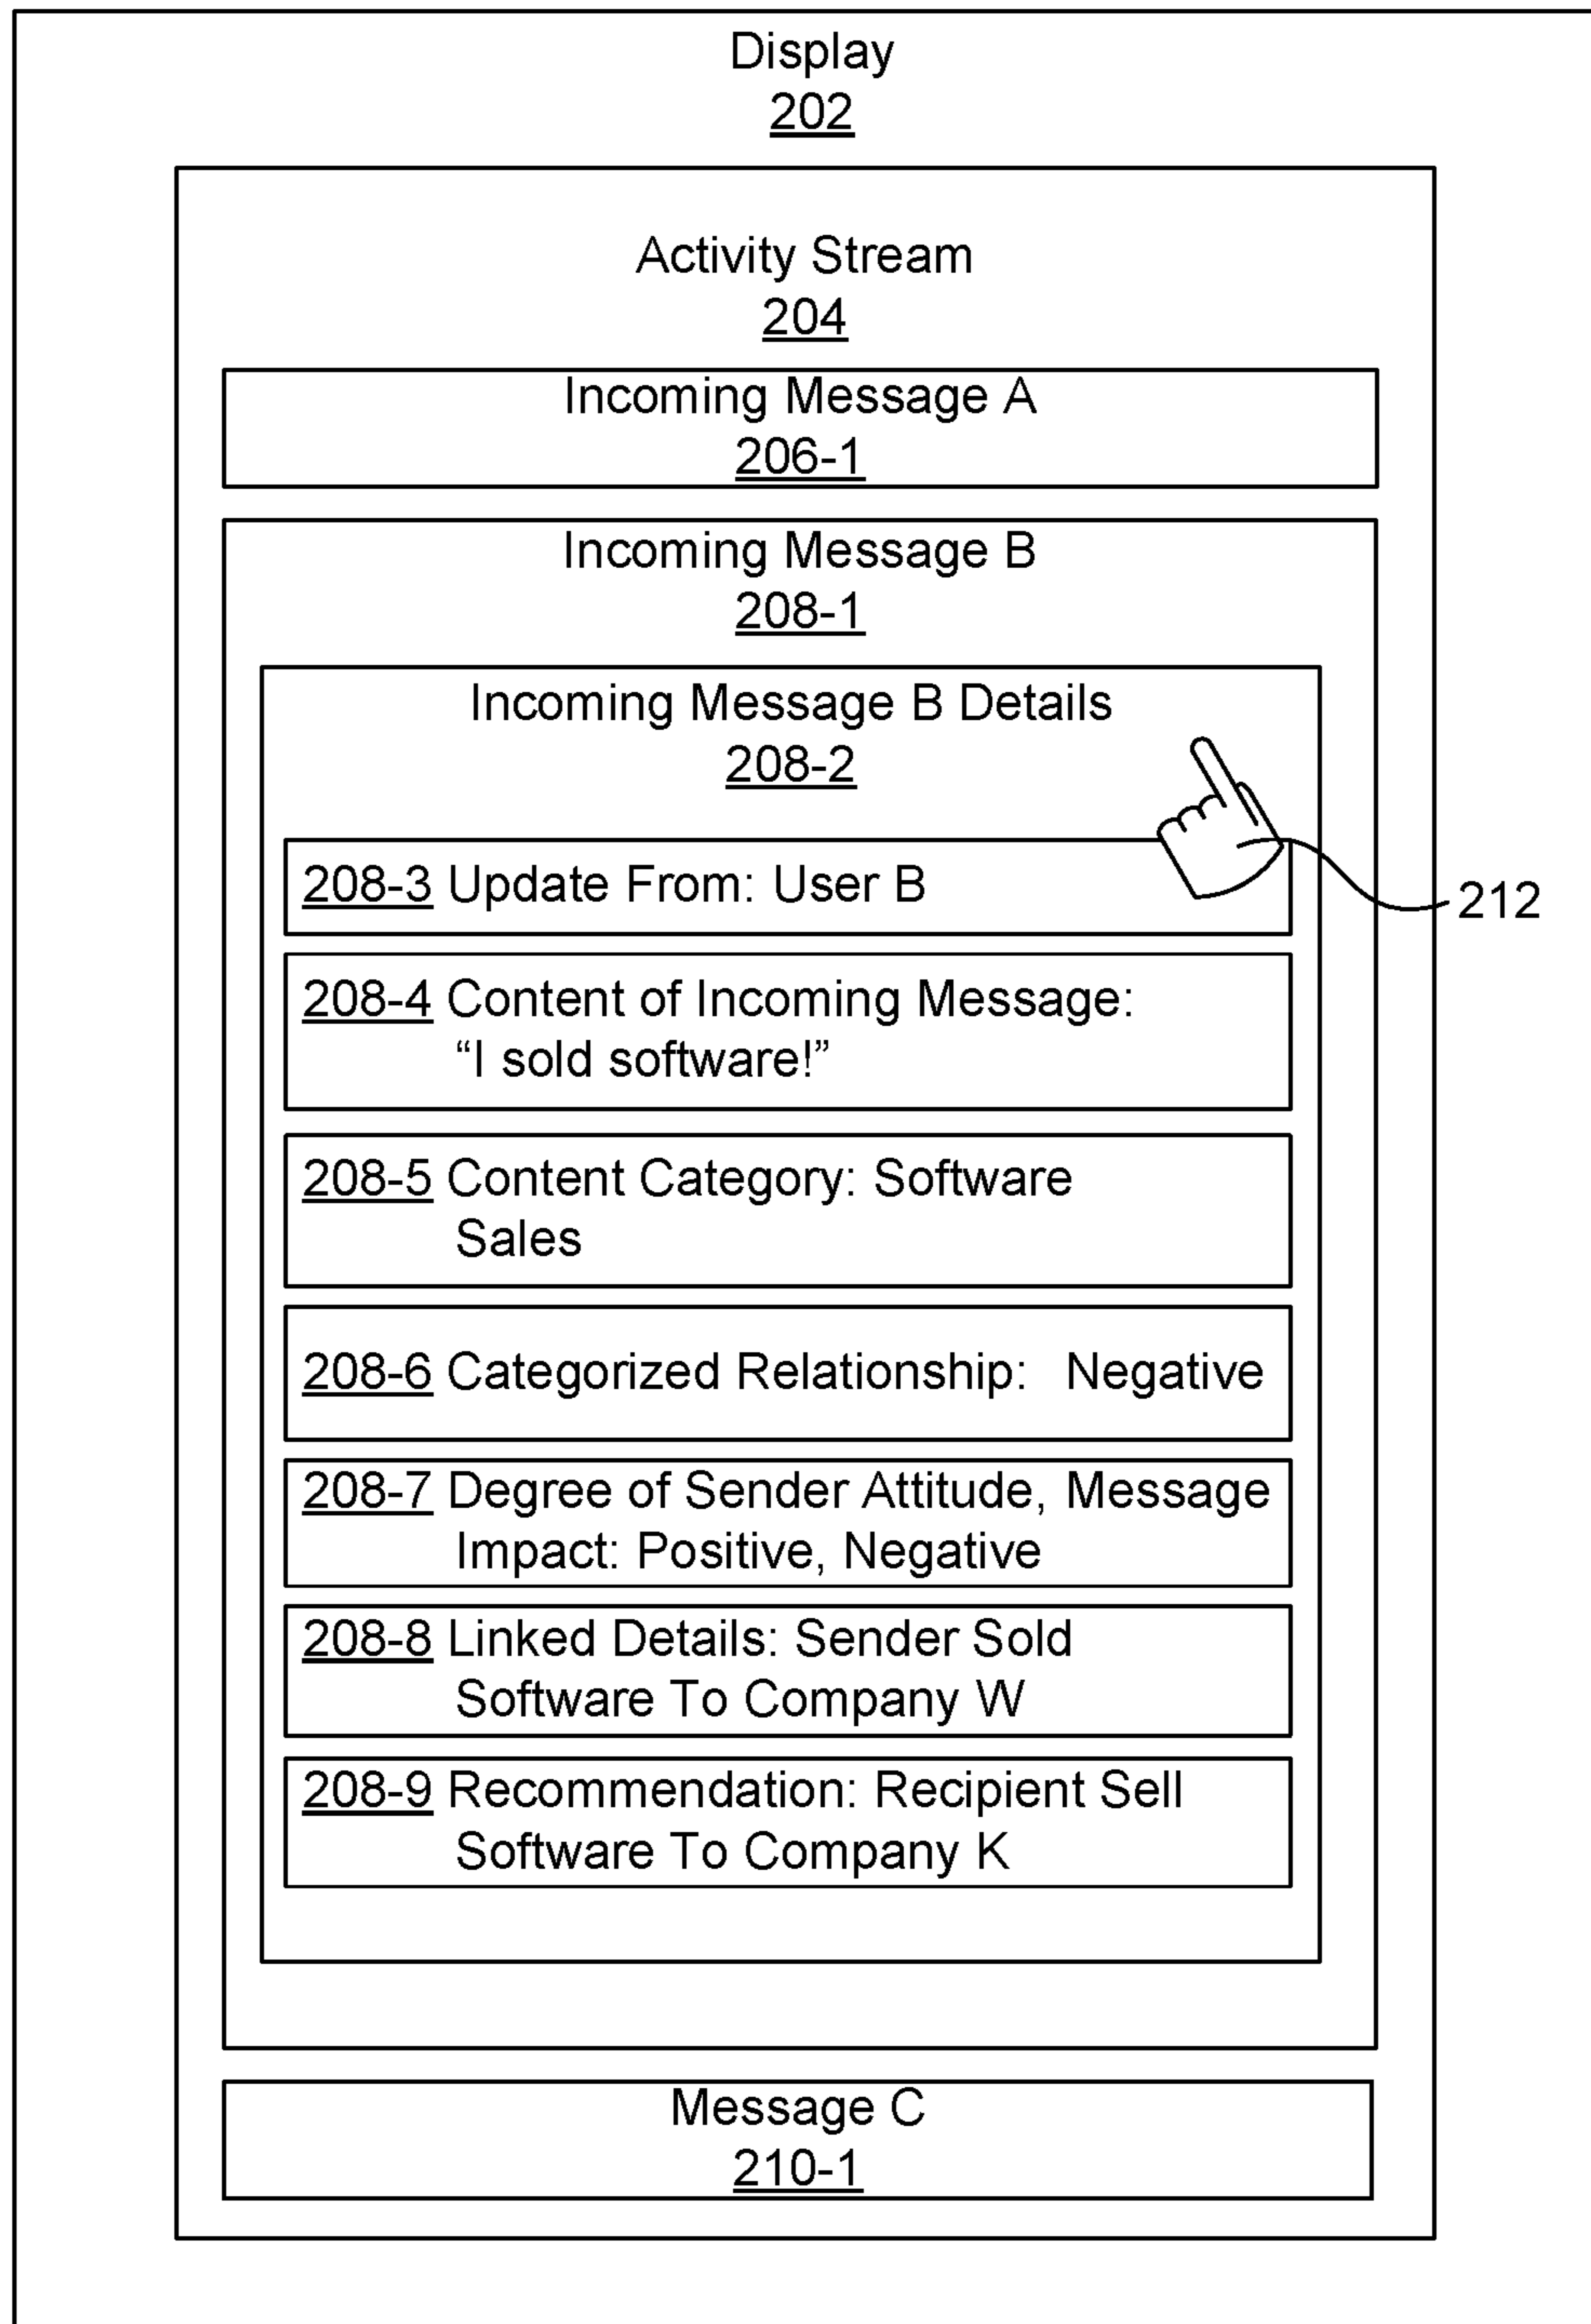 Display
202
Activity Stream
204
Incoming Message A
206-1
Incoming Message B
208-1
Incoming Message B Details
208-2
208-3 Update From: User B
212
208-4 Content of Incoming Message:
“I sold software!”
208-5 Content Category: Software
Sales
208-6 Categorized Relationship: Negative
208-7 Degree of Sender Attitude, Message
Impact: Positive, Negative
208-8 Linked Details: Sender Sold
Software To Company W
208-9 Recommendation: Recipient Sell
Software To Company K
Message C
210-1